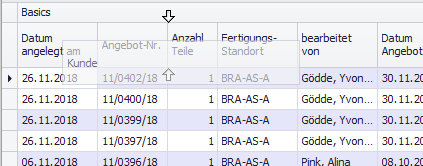 Basics
Datum angelegt am Kunde Angebot-Nr. Anzahl Teile Fertigungs-Standort bearbeitet von Datum Angebot
26.11.2018 11/0402/18 1 BRA-AS-A Gödde, Yvon... 30.11.20
26.11.2018 11/0400/18 1 BRA-AS-A Gödde, Yvon... 30.11.20
26.11.2018 11/0399/18 1 BRA-AS-A Gödde, Yvon... 30.11.20
26.11.2018 11/0397/18 1 BRA-AS-A Gödde, Yvon... 30.11.20
26.11.2018 11/0396/18 1 BRA-AS-A Pink, Alina 08.10.20